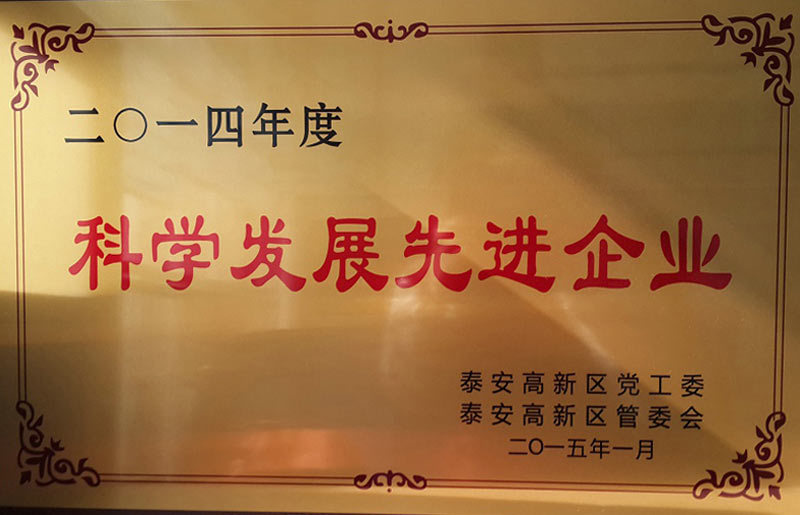 二〇一四年度
科学发展先进企业
泰安高新区党工委
泰安高新区管委会
二〇一五年一月